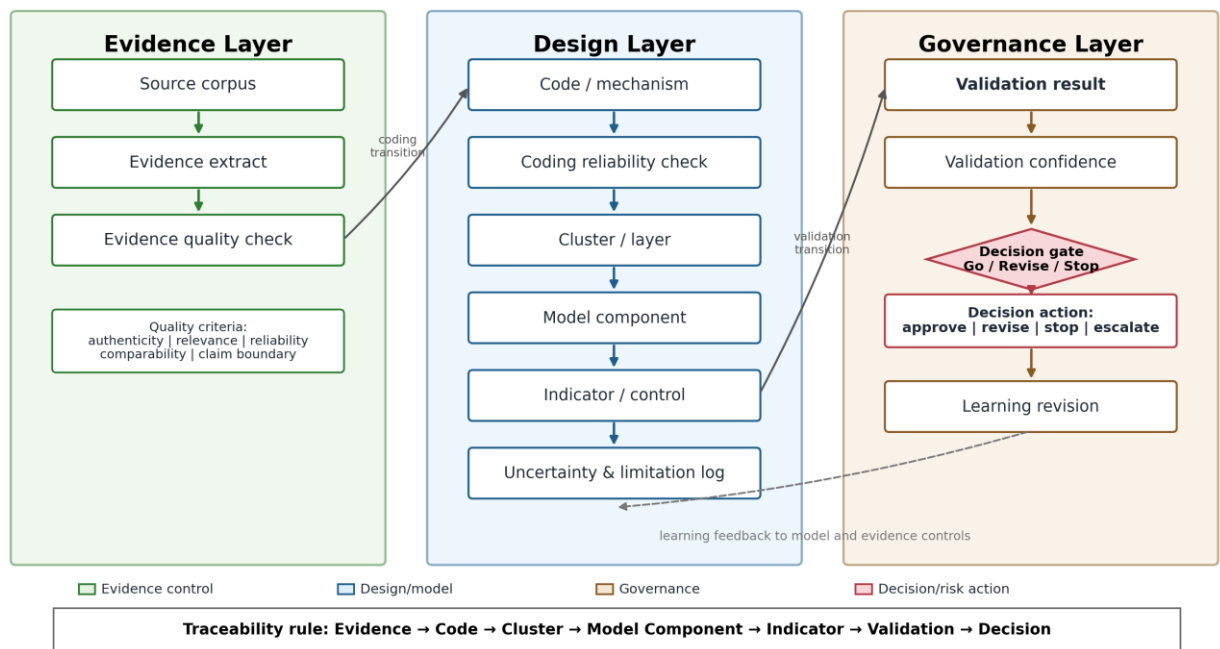 Evidence Layer
Source corpus
Evidence extract
Evidence quality check
Quality criteria:
authenticity | relevance | reliability
comparability | claim boundary
coding
transition
Design Layer
Code / mechanism
Coding reliability check
Cluster / layer
Model component
Indicator / control
Uncertainty & limitation log
validation
transition
Governance Layer
Validation result
Validation confidence
Decision gate
Go / Revise / Stop
Decision action:
approve | revise | stop | escalate
Learning revision
learning feedback to model and evidence controls
Evidence control
Design/model
Governance
Decision/risk action
Traceability rule: Evidence → Code → Cluster → Model Component → Indicator → Validation → Decision